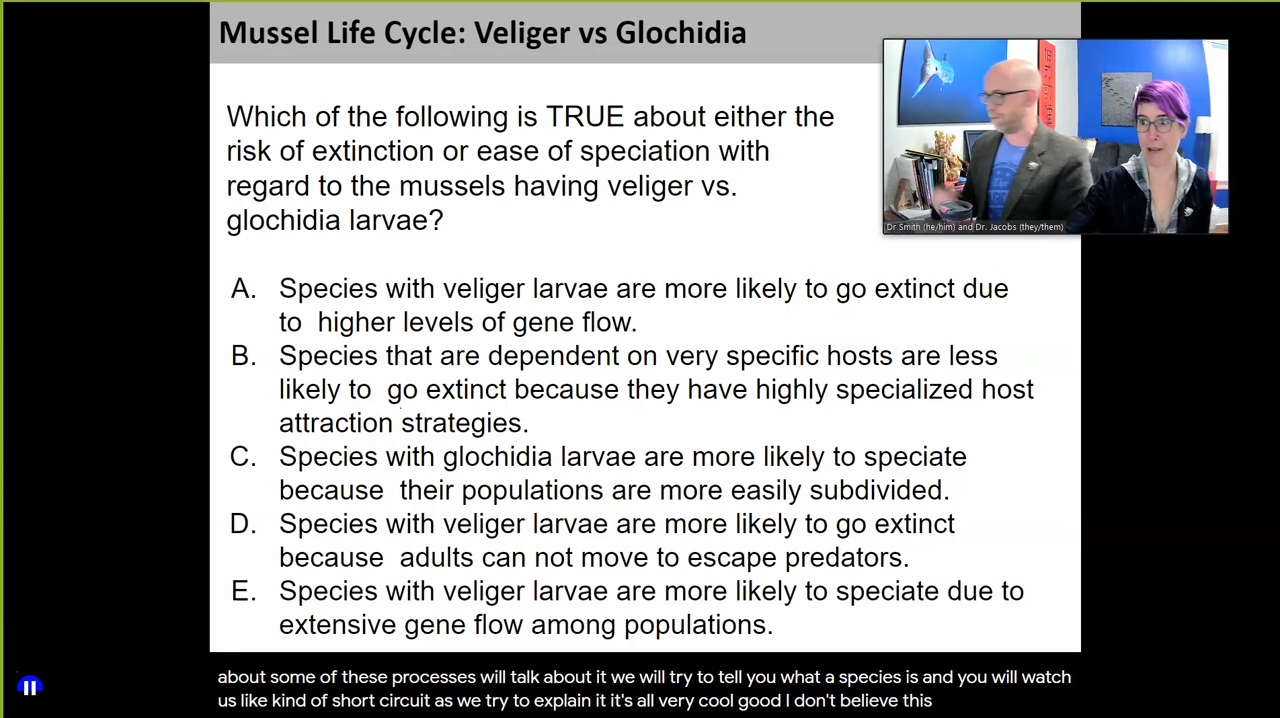 Mussel Life Cycle: Veliger vs Glochidia
Which of the following is TRUE about either the
risk of extinction or ease of speciation with
regard to the mussels having veliger vs.
glochidia larvae?
Dr Smith (he/him) and Dr. Jacobs (they/them)
A. Species with veliger larvae are more likely to go extinct due
to higher levels of gene flow.
B. Species that are dependent on very specific hosts are less
likely to go extinct because they have highly specialized host
attraction strategies.
C. Species with glochidia larvae are more likely to speciate
because their populations are more easily subdivided.
D. Species with veliger larvae are more likely to go extinct
because adults can not move to escape predators.
E. Species with veliger larvae are more likely to speciate due to
extensive gene flow among populations.
about some of these processes will talk about it we will try to tell you what a species is and you will watch
us like kind of short circuit as we try to explain it it's all very cool good I don't believe this